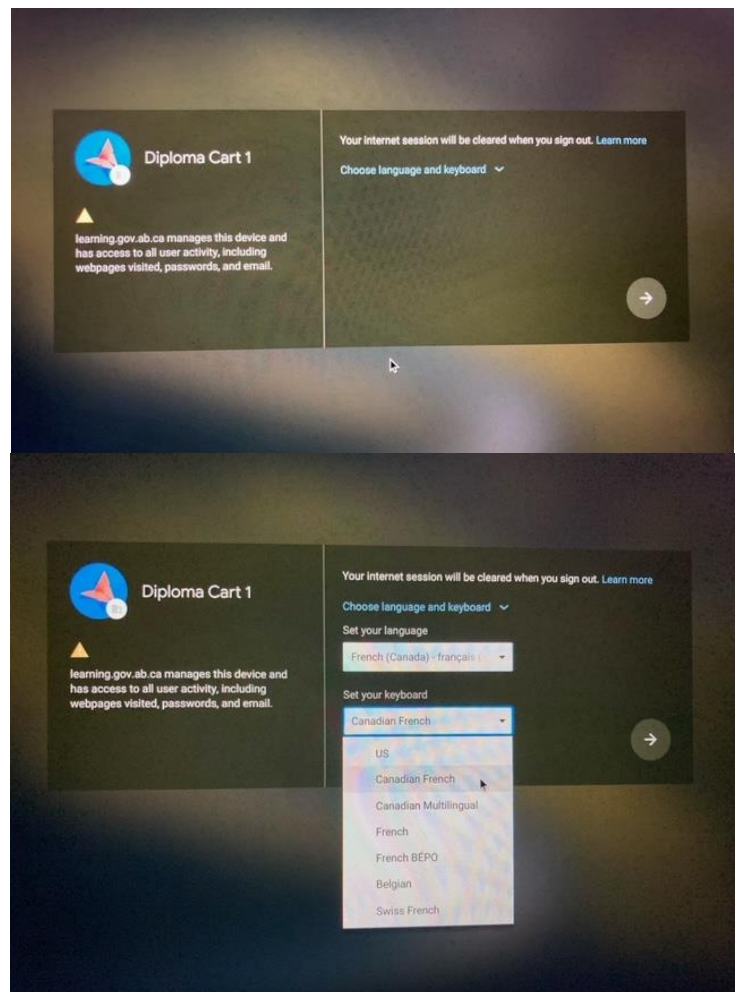 Diploma Cart 1
learning.gov.ab.ca manages this device and
has access to all user activity, including
webpages visited, passwords, and email.
Your internet session will be cleared when you sign out. Learn more
Choose language and keyboard
Diploma Cart 1
learning.gov.ab.ca manages this device and
has access to all user activity, including
webpages visited, passwords, and email.
Your internet session will be cleared when you sign out. Learn more
Choose language and keyboard
Set your language
French (Canada) - français (
Set your keyboard
Canadian French
US
Canadian French
Canadian Multilingual
French
French BÉPO
Belgian
Swiss French